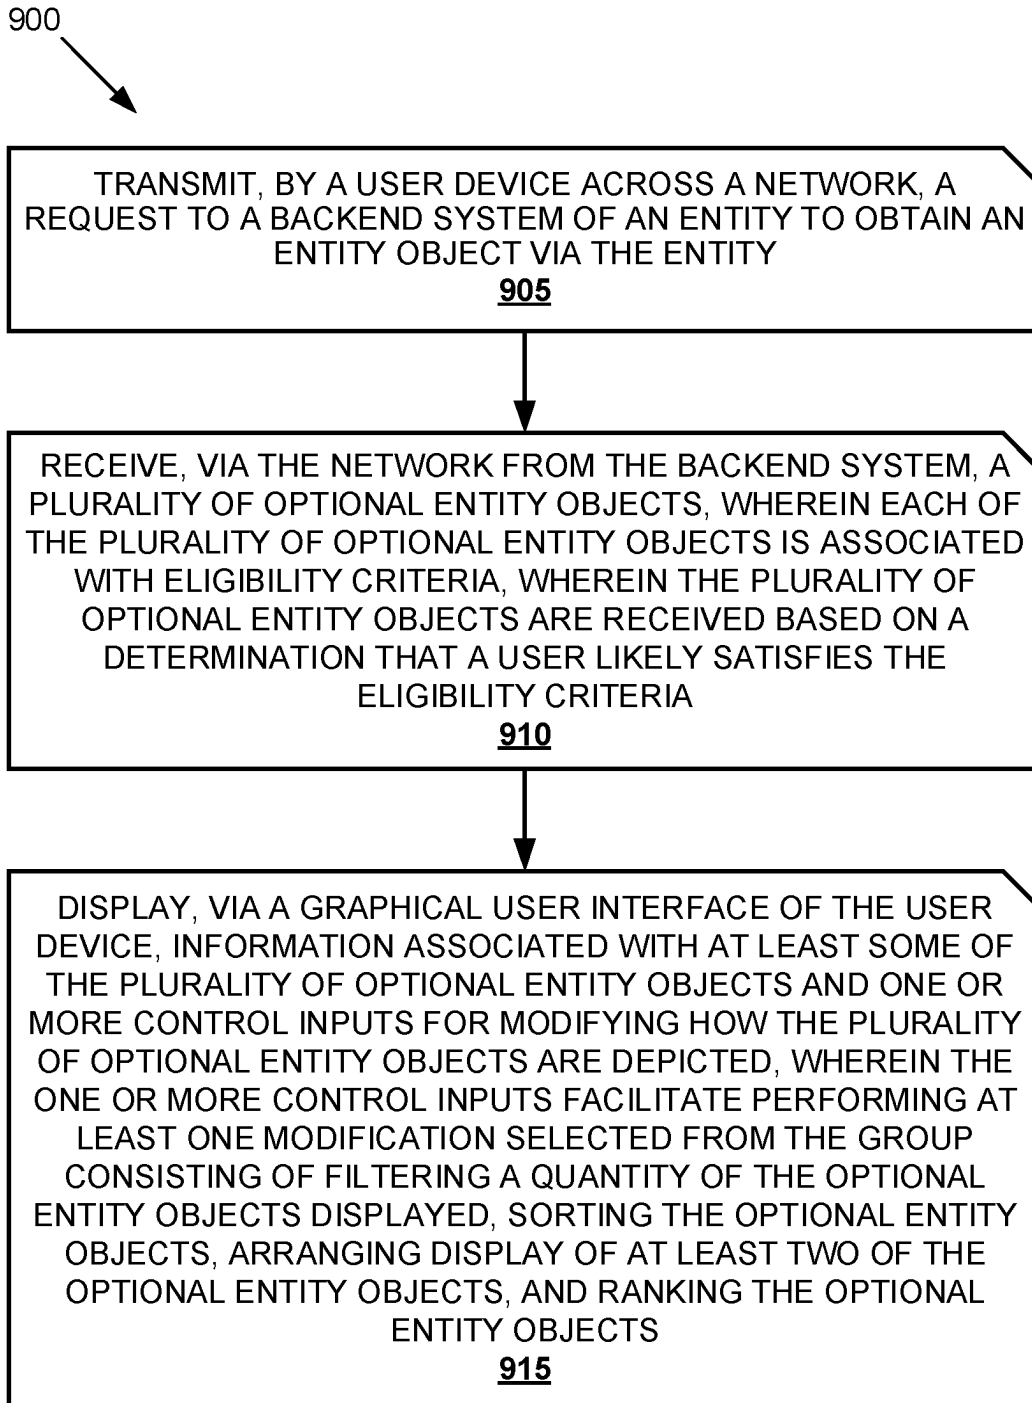 900
TRANSMIT, BY A USER DEVICE ACROSS A NETWORK, A
REQUEST TO A BACKEND SYSTEM OF AN ENTITY TO OBTAIN AN
ENTITY OBJECT VIA THE ENTITY
905
RECEIVE, VIA THE NETWORK FROM THE BACKEND SYSTEM, A
PLURALITY OF OPTIONAL ENTITY OBJECTS, WHEREIN EACH OF
THE PLURALITY OF OPTIONAL ENTITY OBJECTS IS ASSOCIATED
WITH ELIGIBILITY CRITERIA, WHEREIN THE PLURALITY OF
OPTIONAL ENTITY OBJECTS ARE RECEIVED BASED ON A
DETERMINATION THAT A USER LIKELY SATISFIES THE
ELIGIBILITY CRITERIA
910
DISPLAY, VIA A GRAPHICAL USER INTERFACE OF THE USER
DEVICE, INFORMATION ASSOCIATED WITH AT LEAST SOME OF
THE PLURALITY OF OPTIONAL ENTITY OBJECTS AND ONE OR
MORE CONTROL INPUTS FOR MODIFYING HOW THE PLURALITY
OF OPTIONAL ENTITY OBJECTS ARE DEPICTED, WHEREIN THE
ONE OR MORE CONTROL INPUTS FACILITATE PERFORMING AT
LEAST ONE MODIFICATION SELECTED FROM THE GROUP
CONSISTING OF FILTERING A QUANTITY OF THE OPTIONAL
ENTITY OBJECTS DISPLAYED, SORTING THE OPTIONAL ENTITY
OBJECTS, ARRANGING DISPLAY OF AT LEAST TWO OF THE
OPTIONAL ENTITY OBJECTS, AND RANKING THE OPTIONAL
ENTITY OBJECTS
915